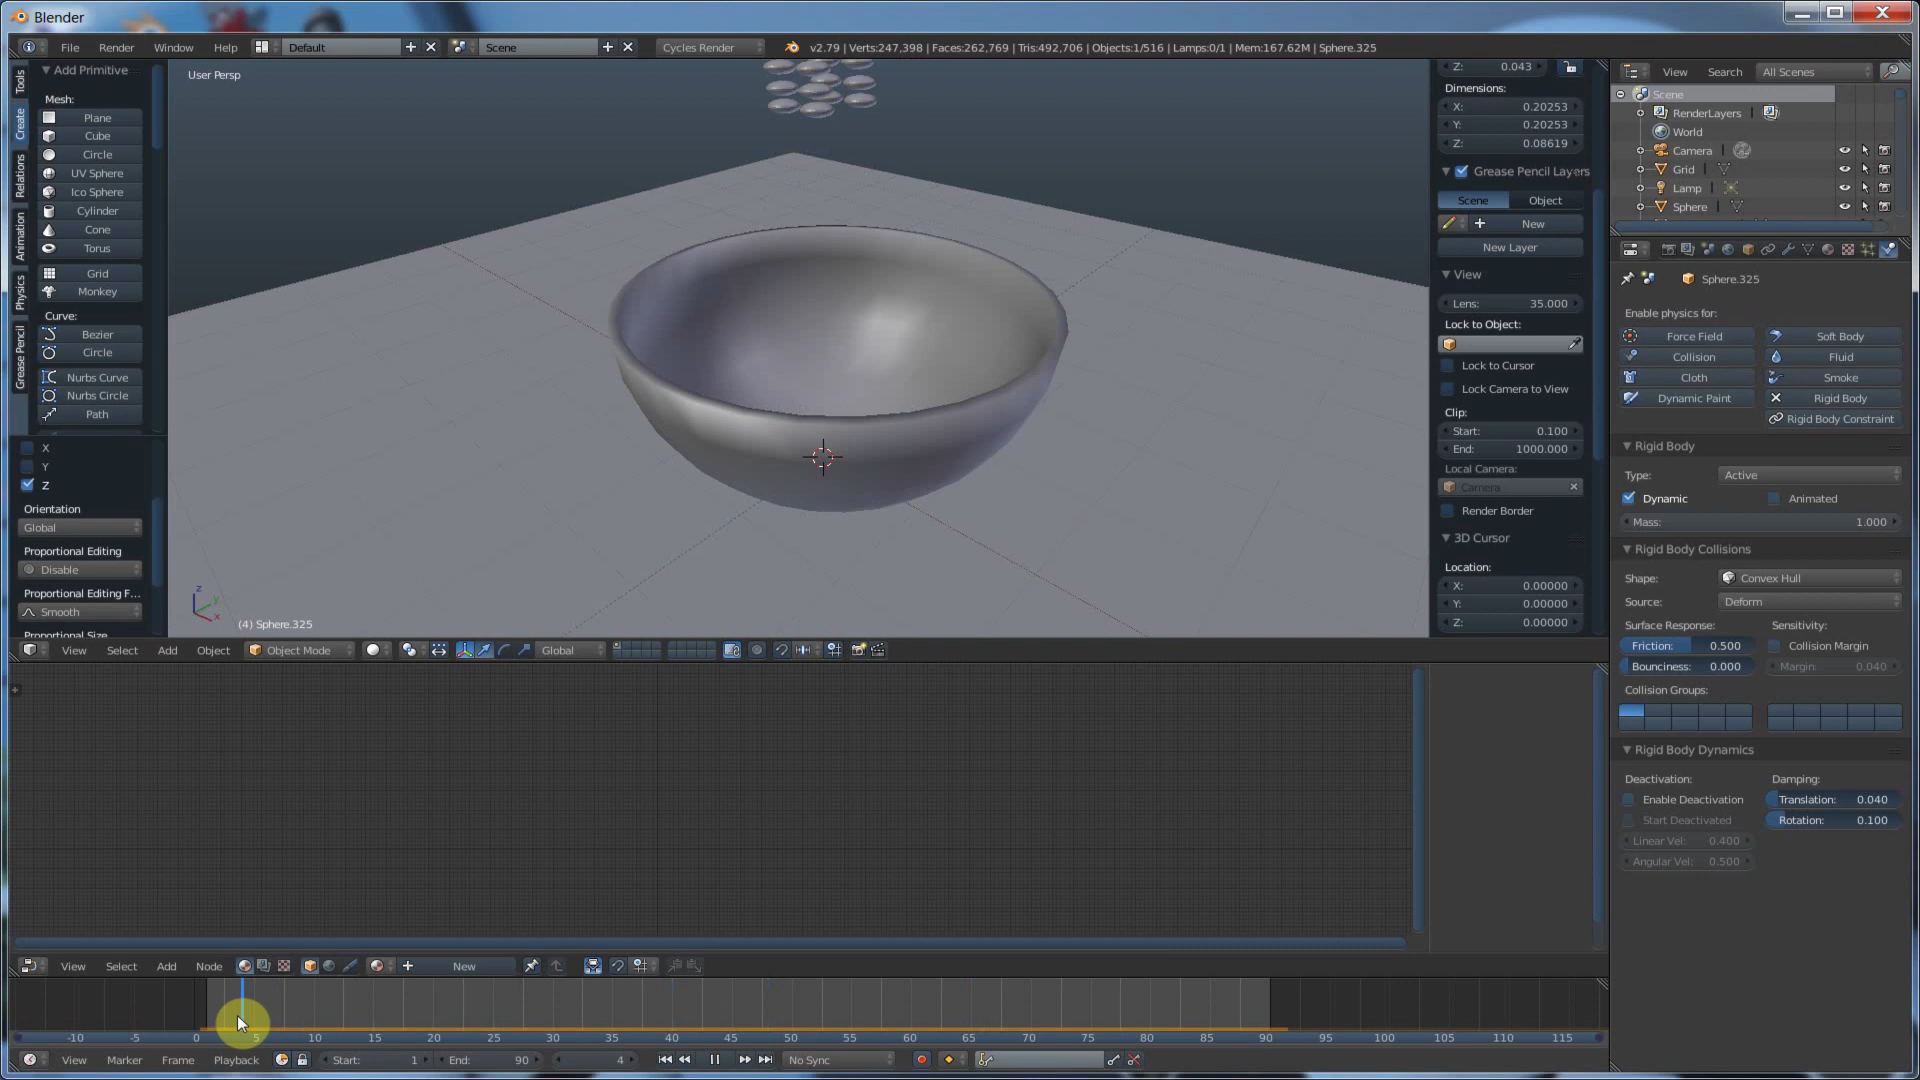 Blender
File Render Window Help Default Scene Cycles Render v2.79 | Verts:247,398 | Faces:262,769 | Tris:492,706 | Objects:1/516 | Lamps:0/1 | Mem:167.62M | Sphere.325
Tools
Create
Relations
Animation
Physics
Grease Pencil
Add Primitive
Mesh:
Plane
Cube
Circle
UV Sphere
Ico Sphere
Cylinder
Cone
Torus
Grid
Monkey
Curve:
Bezier
Circle
Nurbs Curve
Nurbs Circle
Path
X
Y
Z
Orientation
Global
Proportional Editing
Disable
Proportional Editing F...
Smooth
Proportional Size
User Persp
z
y
x
(4) Sphere.325
Z: 0.043
Dimensions:
X: 0.20253
Y: 0.20253
Z: 0.08619
Grease Pencil Layers
Scene Object
New
New Layer
View
Lens: 35.000
Lock to Object:
Lock to Cursor
Lock Camera to View
Clip:
Start: 0.100
End: 1000.000
Local Camera:
Camera
Render Border
3D Cursor
Location:
X: 0.00000
Y: 0.00000
Z: 0.00000
View Search All Scenes
Scene
RenderLayers
World
Camera
Grid
Lamp
Sphere
Sphere.325
Enable physics for:
Force Field Soft Body
Collision Fluid
Cloth Smoke
Dynamic Paint Rigid Body
Rigid Body Constraint
Rigid Body
Type: Active
Dynamic Animated
Mass: 1.000
Rigid Body Collisions
Shape: Convex Hull
Source: Deform
Surface Response: Sensitivity:
Friction: 0.500 Collision Margin
Bounciness: 0.000 Margin: 0.040
Collision Groups:
Rigid Body Dynamics
Deactivation: Damping:
Enable Deactivation Translation: 0.040
Start Deactivated Rotation: 0.100
Linear Vel: 0.400
Angular Vel: 0.500
View Select Add Object Object Mode Global
View Select Add Node New
-10 -5 0 5 10 15 20 25 30 35 40 45 50 55 60 65 70 75 80 85 90 95 100 105 110 115
View Marker Frame Playback Start: 1 End: 90 4 No Sync